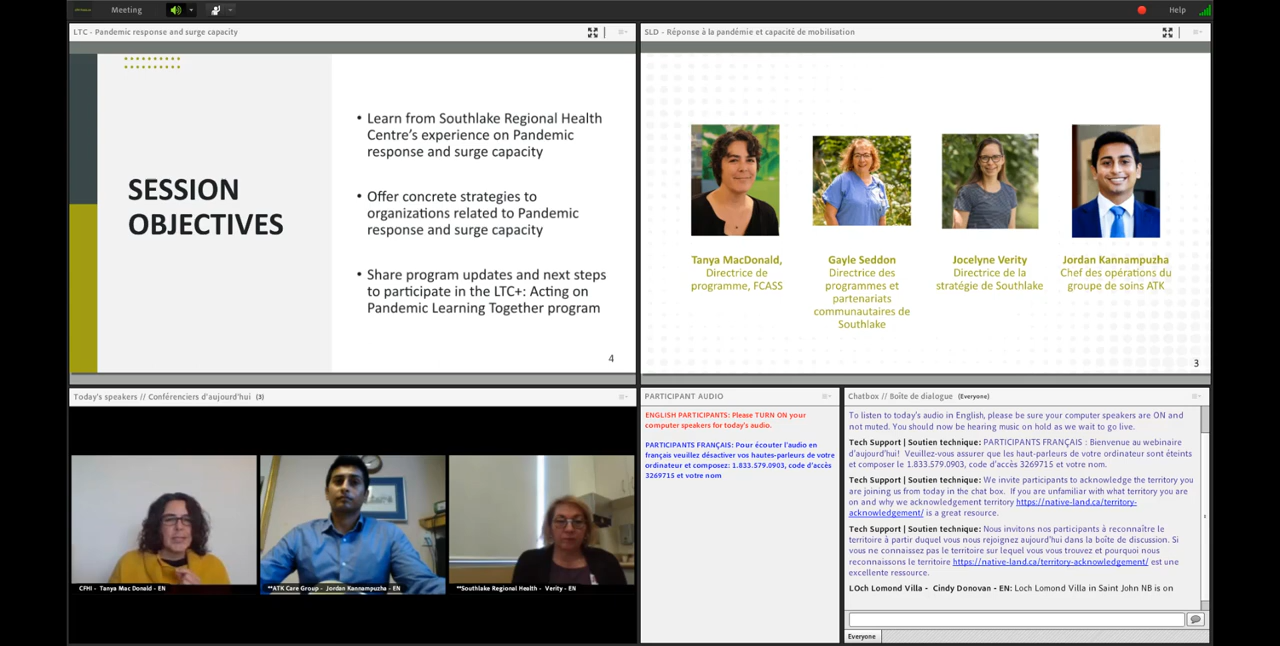 Meeting
Help
LTC - Pandemic response and surge capacity
SESSION
OBJECTIVES
• Learn from Southlake Regional Health
Centre's experience on Pandemic
response and surge capacity
• Offer concrete strategies to
organizations related to Pandemic
response and surge capacity
• Share program updates and next steps
to participate in the LTC+: Acting on
Pandemic Learning Together program
4
SLD - Réponse à la pandémie et capacité de mobilisation
Tanya MacDonald,
Directrice de
programme, FCASS
Gayle Seddon
Directrice des
programmes et
partenariats
communautaires de
Southlake
Jocelyne Verity
Directrice de la
stratégie de Southlake
Jordan Kannampuzha
Chef des opérations du
groupe de soins ATK
3
Today's speakers // Conférenciers d'aujourd'hui (3)
CFHI - Tanya Mac Donald - EN
**ATK Care Group - Jordan Kannampuzha - EN
**Southlake Regional Health - Verity - EN
PARTICIPANT AUDIO
ENGLISH PARTICIPANTS: Please TURN ON your
computer speakers for today's audio.
PARTICIPANTS FRANÇAIS: Pour écouter l'audio en
français veuillez désactiver vos hautes-parleurs de votre
ordinateur et composez: 1.833.579.0903, code d'accès
3269715 et votre nom
Chatbox // Boîte de dialogue (Everyone)
To listen to today's audio in English, please be sure your computer speakers are ON and
not muted. You should now be hearing music on hold as we wait to go live.
Tech Support | Soutien technique: PARTICIPANTS FRANÇAIS : Bienvenue au webinaire
d'aujourd'hui! Veuillez-vous assurer que les haut-parleurs de votre ordinateur sont éteints
et composer le 1.833.579.0903, code d'accès 3269715 et votre nom.
Tech Support | Soutien technique: We invite participants to acknowledge the territory you
are joining us from today in the chat box. If you are unfamiliar with what territory you are
on and why we acknowledgement territory https://native-land.ca/territory-
acknowledgement/ is a great resource.
Tech Support | Soutien technique: Nous invitons nos participants à reconnaître le
territoire à partir duquel vous nous rejoignez aujourd'hui dans la boîte de discussion. Si
vous ne connaissez pas le territoire sur lequel vous vous trouvez et pourquoi nous
reconnaissons le territoire https://native-land.ca/territory-acknowledgement/ est une
excellente ressource.
LOch Lomond Villa - Cindy Donovan - EN: Loch Lomond Villa in Saint John NB is on
Everyone